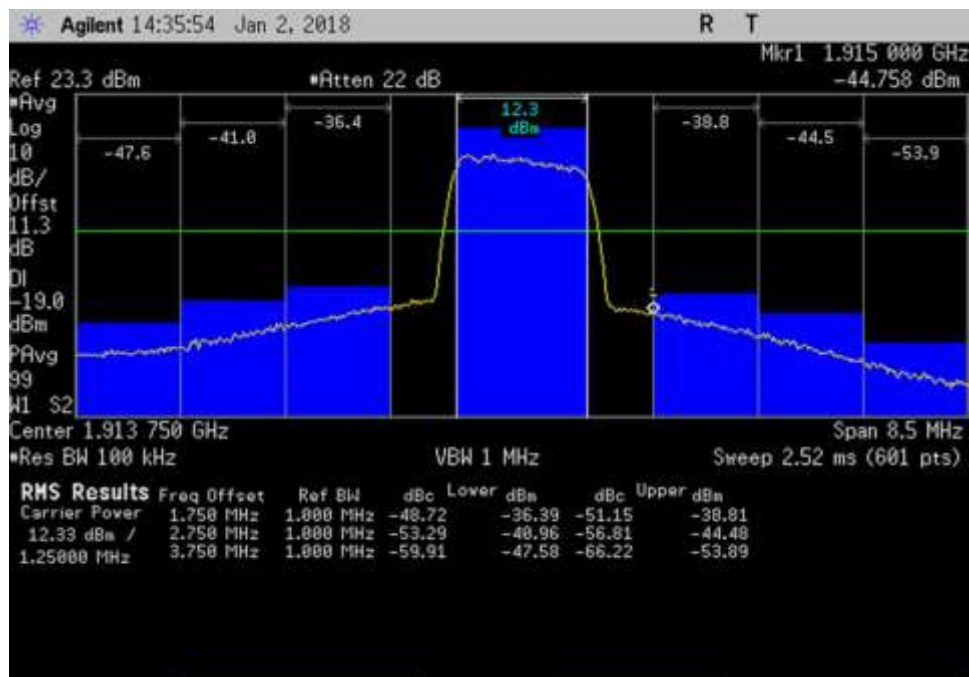 Agilent 14:35:54 Jan 2, 2018 R T
Mkr1 1.915 000 GHz
Ref 23.3 dBm #Atten 22 dB -44.758 dBm
#Avg
Log
10
dB/
Offst
11.3
dB
DI
-19.0
dBm
PAvg
99
W1 S2
-47.6 -41.0 -36.4 12.3 -38.8 -44.5 -53.9
dBm
Center 1.913 750 GHz Span 8.5 MHz
#Res BW 100 kHz VBW 1 MHz Sweep 2.52 ms (601 pts)
RMS Results Freq Offset Ref BW dBc Lower dBm dBc Upper dBm
Carrier Power 1.750 MHz 1.000 MHz -48.72 -36.39 -51.15 -38.81
12.33 dBm / 2.750 MHz 1.000 MHz -53.29 -40.96 -56.81 -44.48
1.25000 MHz 3.750 MHz 1.000 MHz -59.91 -47.58 -66.22 -53.89